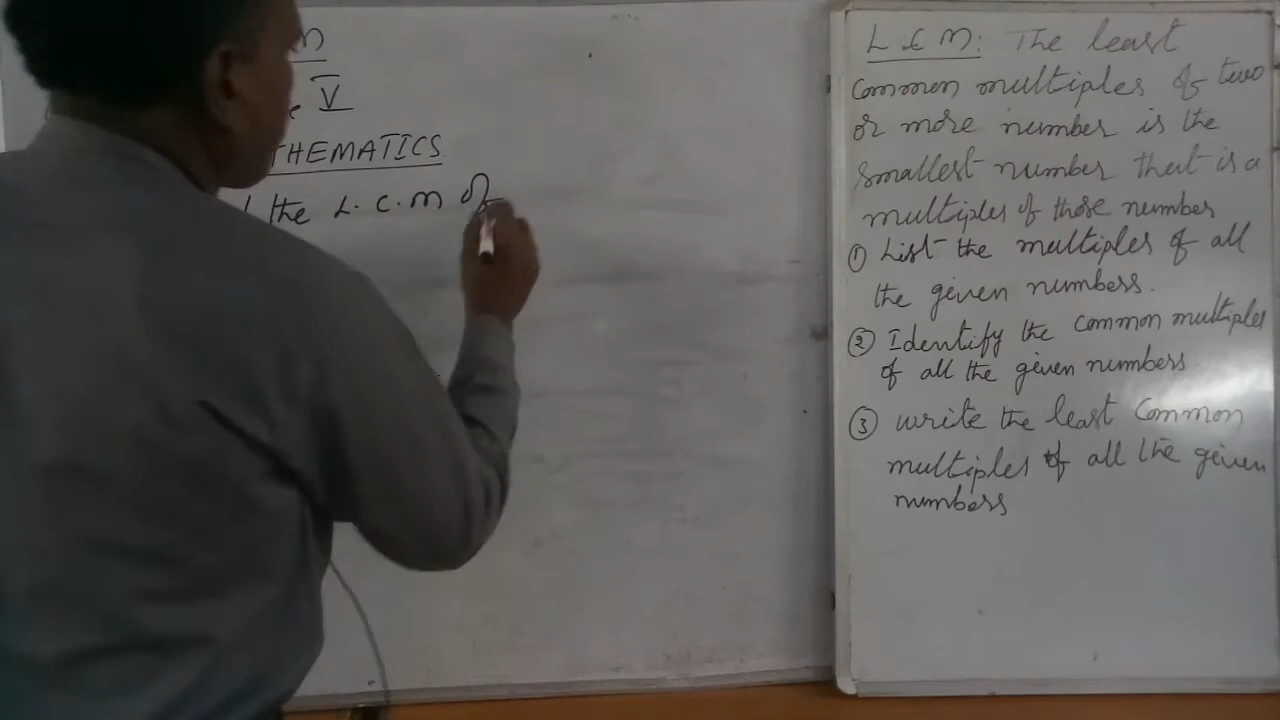 V
THEMATICS
the L.C.M of
L C M: The least
Common multiples of two
or more number is the
smallest number that is a
multiples of those number
① List the multiples of all
the given numbers.
② Identify the common multiples
of all the given numbers
③ write the least Common
multiples of all the given
numbers